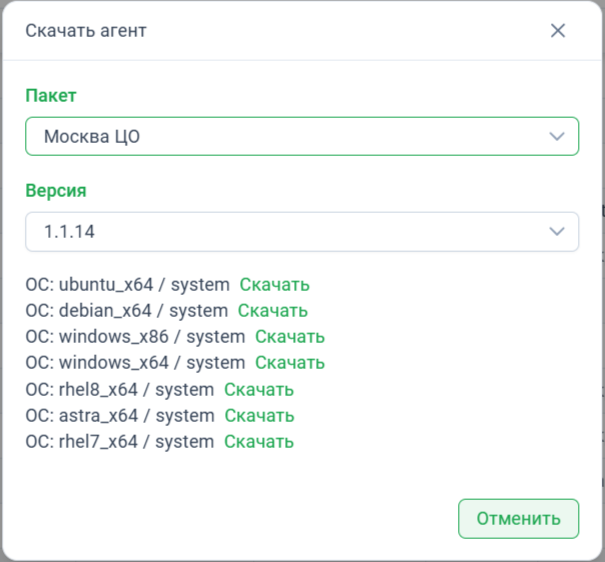 Скачать агент
Пакет
Москва ЦО
Версия
1.1.14
ОС: ubuntu_x64 / system Скачать
ОС: debian_x64 / system Скачать
ОС: windows_x86 / system Скачать
ОС: windows_x64 / system Скачать
ОС: rhel8_x64 / system Скачать
ОС: astra_x64 / system Скачать
ОС: rhel7_x64 / system Скачать
Отменить